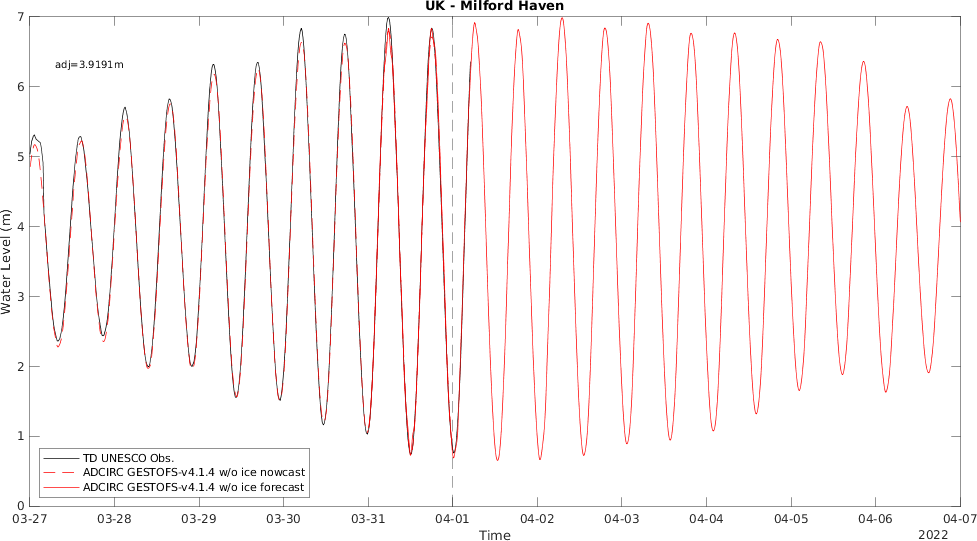 UK - Milford Haven
adj=3.9191m
Water Level (m)
7
6
5
4
3
2
1
0
TD UNESCO Obs.
ADCIRC GESTOFS-v4.1.4 w/o ice nowcast
ADCIRC GESTOFS-v4.1.4 w/o ice forecast
03-27 03-28 03-29 03-30 03-31 04-01 04-02 04-03 04-04 04-05 04-06 04-07
Time
2022